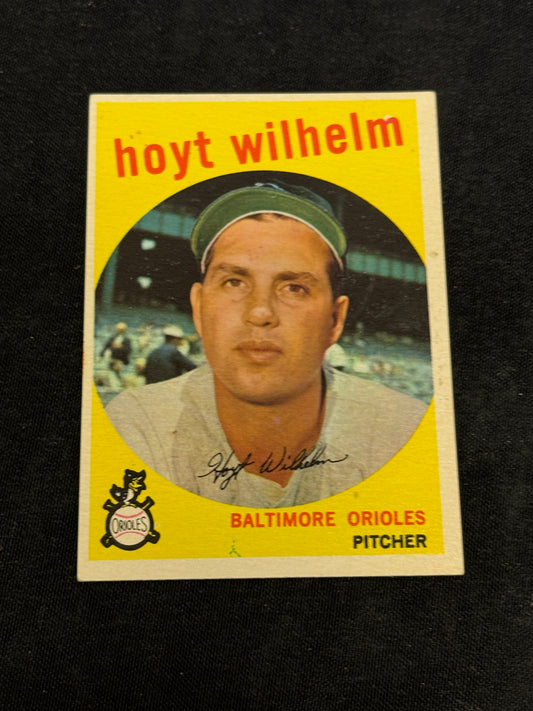 hoyt wilhelm
Hoyt Wilhelm
ORIOLES
BALTIMORE ORIOLES
PITCHER